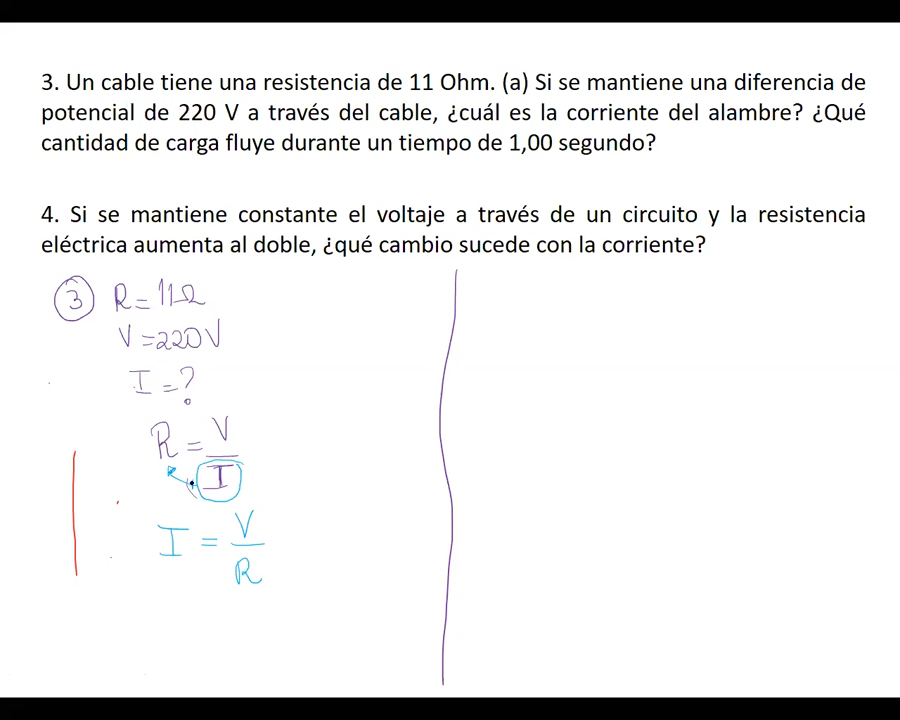 3. Un cable tiene una resistencia de 11 Ohm. (a) Si se mantiene una diferencia de
potencial de 220 V a través del cable, ¿cuál es la corriente del alambre? ¿Qué
cantidad de carga fluye durante un tiempo de 1,00 segundo?
4. Si se mantiene constante el voltaje a través de un circuito y la resistencia
eléctrica aumenta al doble, ¿qué cambio sucede con la corriente?
3 R = 11Ω
V = 220V
I = ?
R = V
I
I = V
R